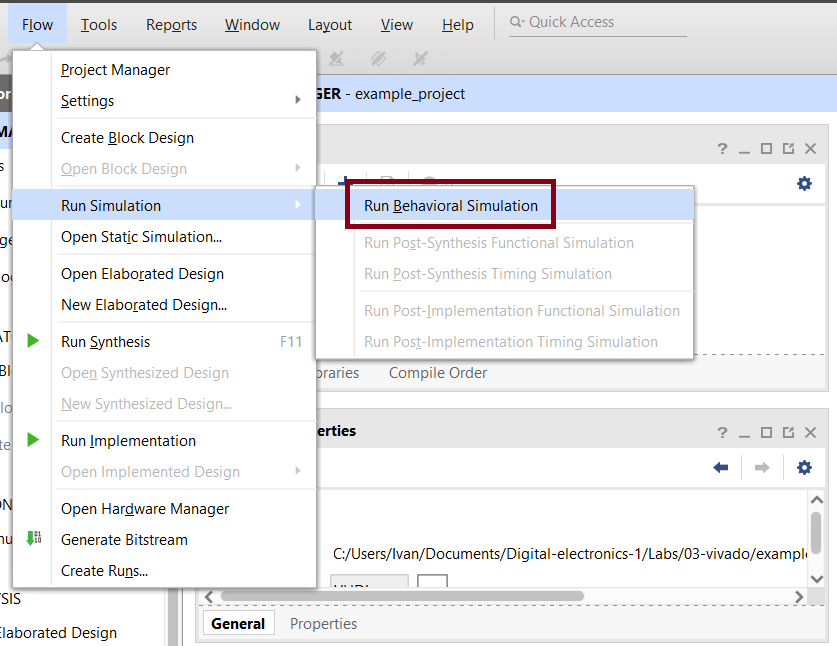 Flow Tools Reports Window Layout View Help Quick Access
Project Manager
GER - example_project
Settings
Create Block Design
Open Block Design
Run Simulation
Run Behavioral Simulation
Open Static Simulation...
Run Post-Synthesis Functional Simulation
Open Elaborated Design
Run Post-Synthesis Timing Simulation
New Elaborated Design...
Run Post-Implementation Functional Simulation
Run Synthesis F11
Run Post-Implementation Timing Simulation
Open Synthesized Design
braries Compile Order
New Synthesized Design...
erties
Run Implementation
Open Implemented Design
Open Hardware Manager
Generate Bitstream
C:/Users/Ivan/Documents/Digital-electronics-1/Labs/03-vivado/example
Create Runs...
VHDL
SIS
General Properties
Elaborated Design